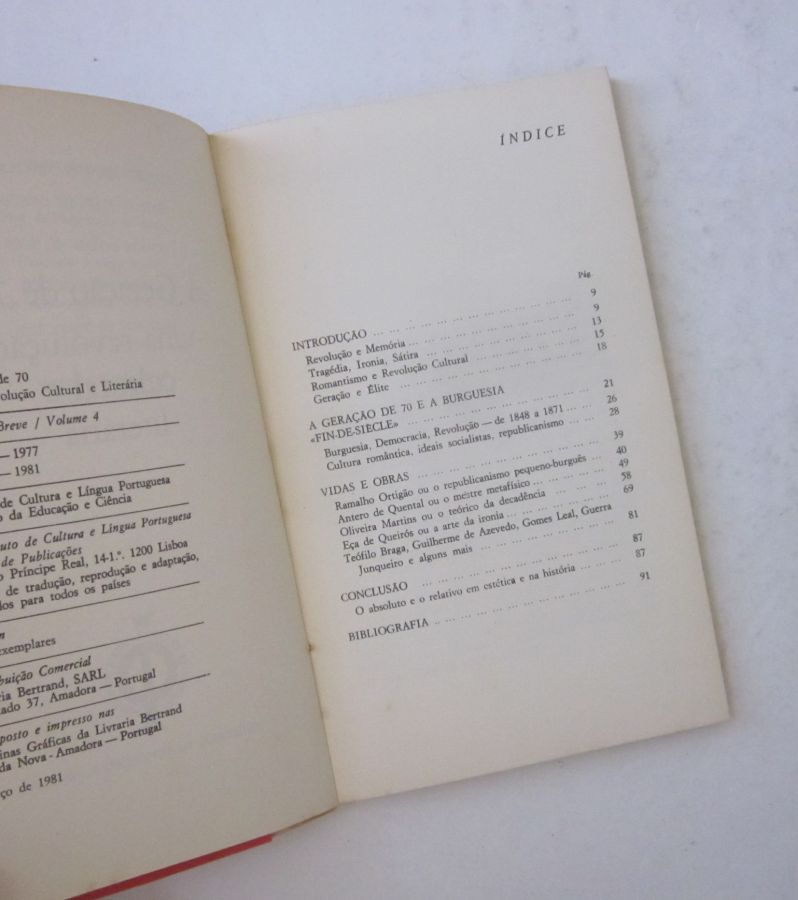 de 70
olução Cultural e Literária
Breve / Volume 4
— 1977
— 1981
de Cultura e Língua Portuguesa
o da Educação e Ciência
uto de Cultura e Língua Portuguesa
de Publicações
o Príncipe Real, 14-1.º. 1200 Lisboa
de tradução, reprodução e adaptação,
dos para todos os países
m
exemplares
buição Comercial
ria Bertrand, SARL
ado 37, Amadora — Portugal
posto e impresso nas
inas Gráficas da Livraria Bertrand
da Nova - Amadora — Portugal
ço de 1981
ÍNDICE
Pág.
INTRODUÇÃO ... 9
Revolução e Memória ... 9
Tragédia, Ironia, Sátira ... 13
Romantismo e Revolução Cultural ... 15
Geração e Élite ... 18
A GERAÇÃO DE 70 E A BURGUESIA
«FIN-DE-SIÈCLE» ... 21
Burguesia, Democracia, Revolução — de 1848 a 1871 ... 26
Cultura romântica, ideais socialistas, republicanismo ... 28
VIDAS E OBRAS ... 39
Ramalho Ortigão ou o republicanismo pequeno-burguês ... 40
Antero de Quental ou o mestre metafísico ... 49
Oliveira Martins ou o teórico da decadência ... 58
Eça de Queirós ou a arte da ironia ... 69
Teófilo Braga, Guilherme de Azevedo, Gomes Leal, Guerra
Junqueiro e alguns mais ... 81
CONCLUSÃO ... 87
O absoluto e o relativo em estética e na história ... 87
BIBLIOGRAFIA ... 91